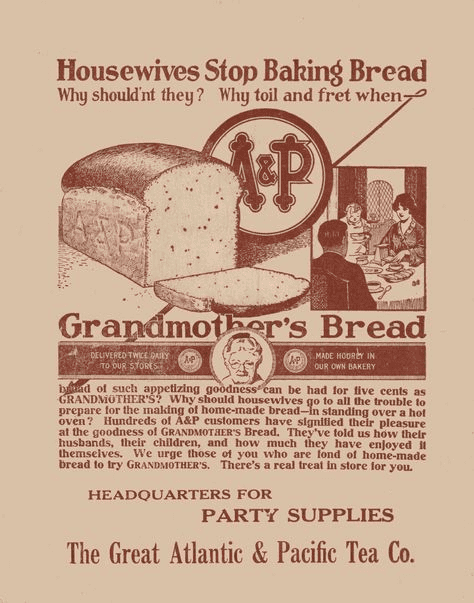 Housewives Stop Baking Bread
Why should'nt they? Why toil and fret when
A&P
A&P
Grandmother's Bread
DELIVERED TWICE DAILY
TO OUR STORES
A&P
A&P
MADE HOURLY IN
OUR OWN BAKERY
bread of such appetizing goodness can be had for five cents as
GRANDMOTHER'S? Why should housewives go to all the trouble to
prepare for the making of home-made bread—in standing over a hot
oven? Hundreds of A&P customers have signified their pleasure
at the goodness of GRANDMOTHER'S BREAD. They've told us how their
husbands, their children, and how much they have enjoyed it
themselves. We urge those of you who are fond of home-made
bread to try GRANDMOTHER'S. There's a real treat in store for you.
HEADQUARTERS FOR
PARTY SUPPLIES
The Great Atlantic & Pacific Tea Co.